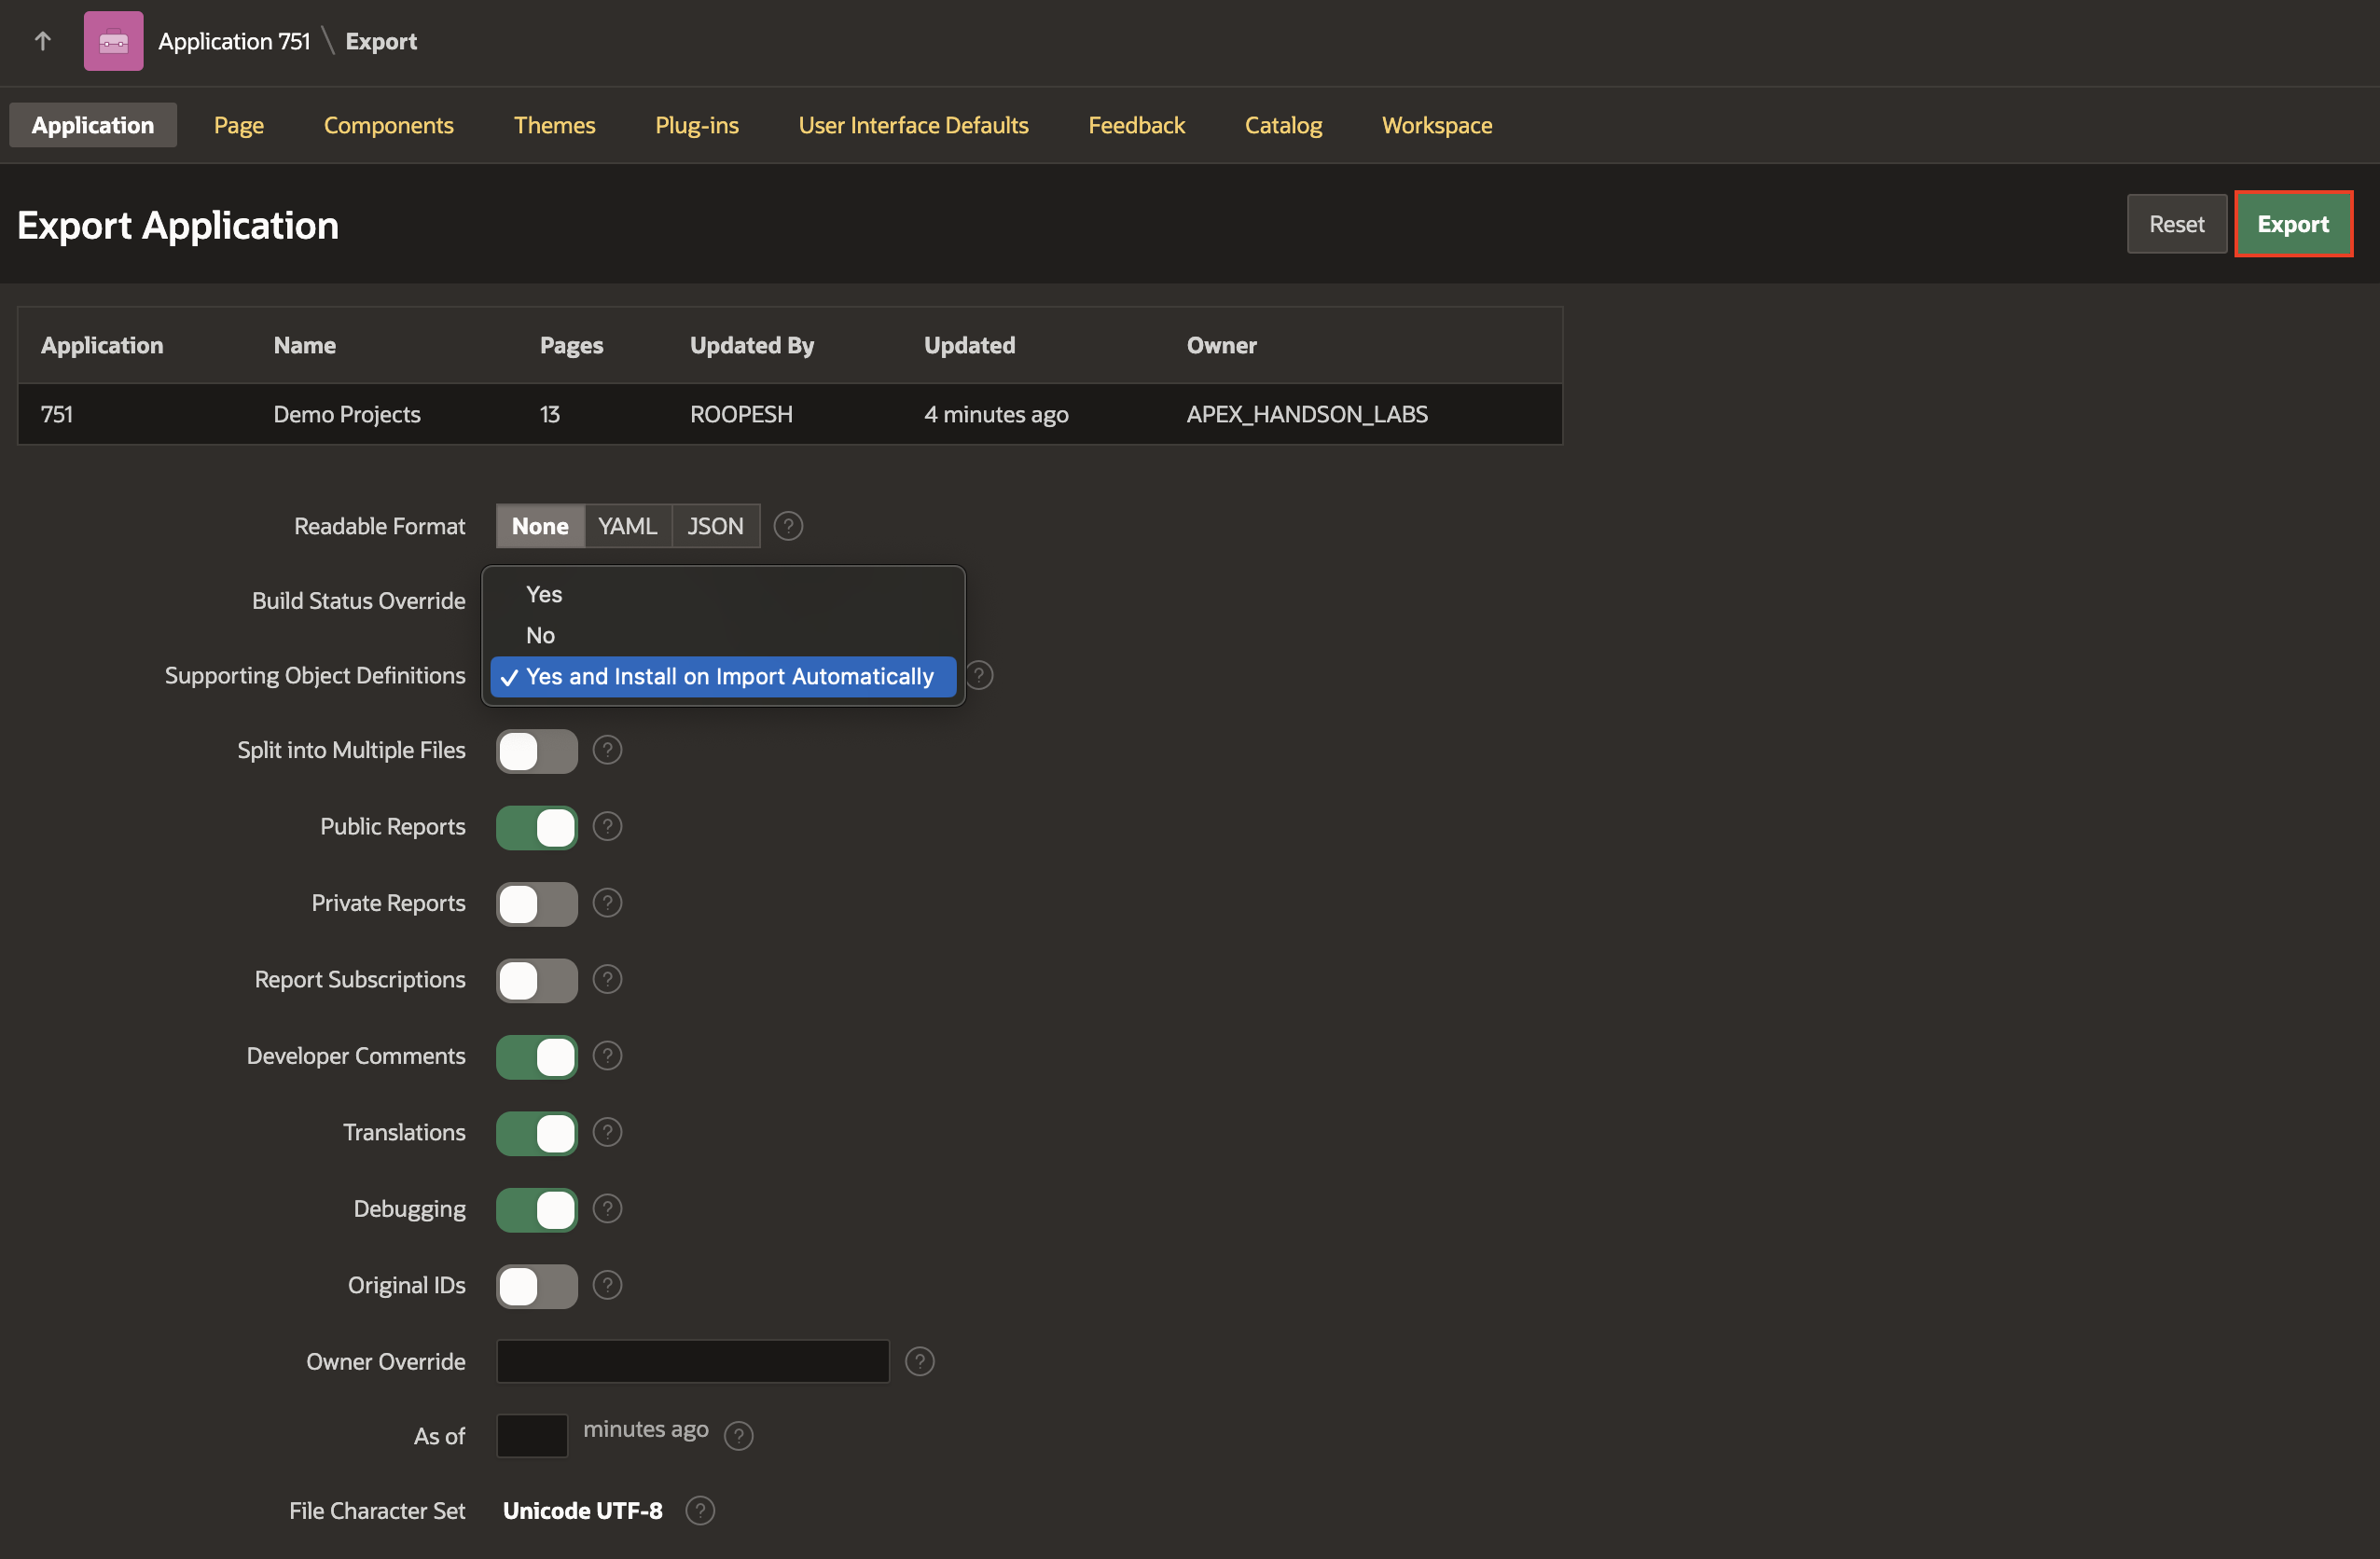 Application 751 \ Export
Application Page Components Themes Plug-ins User Interface Defaults Feedback Catalog Workspace
Export Application Reset Export
Application Name Pages Updated By Updated Owner
751 Demo Projects 13 ROOPESH 4 minutes ago APEX_HANDSON_LABS
Readable Format None YAML JSON ?
Yes
Build Status Override
No
Supporting Object Definitions ✓ Yes and Install on Import Automatically ?
Split into Multiple Files ?
Public Reports ?
Private Reports ?
Report Subscriptions ?
Developer Comments ?
Translations ?
Debugging ?
Original IDs ?
Owner Override ?
As of minutes ago ?
File Character Set Unicode UTF-8 ?